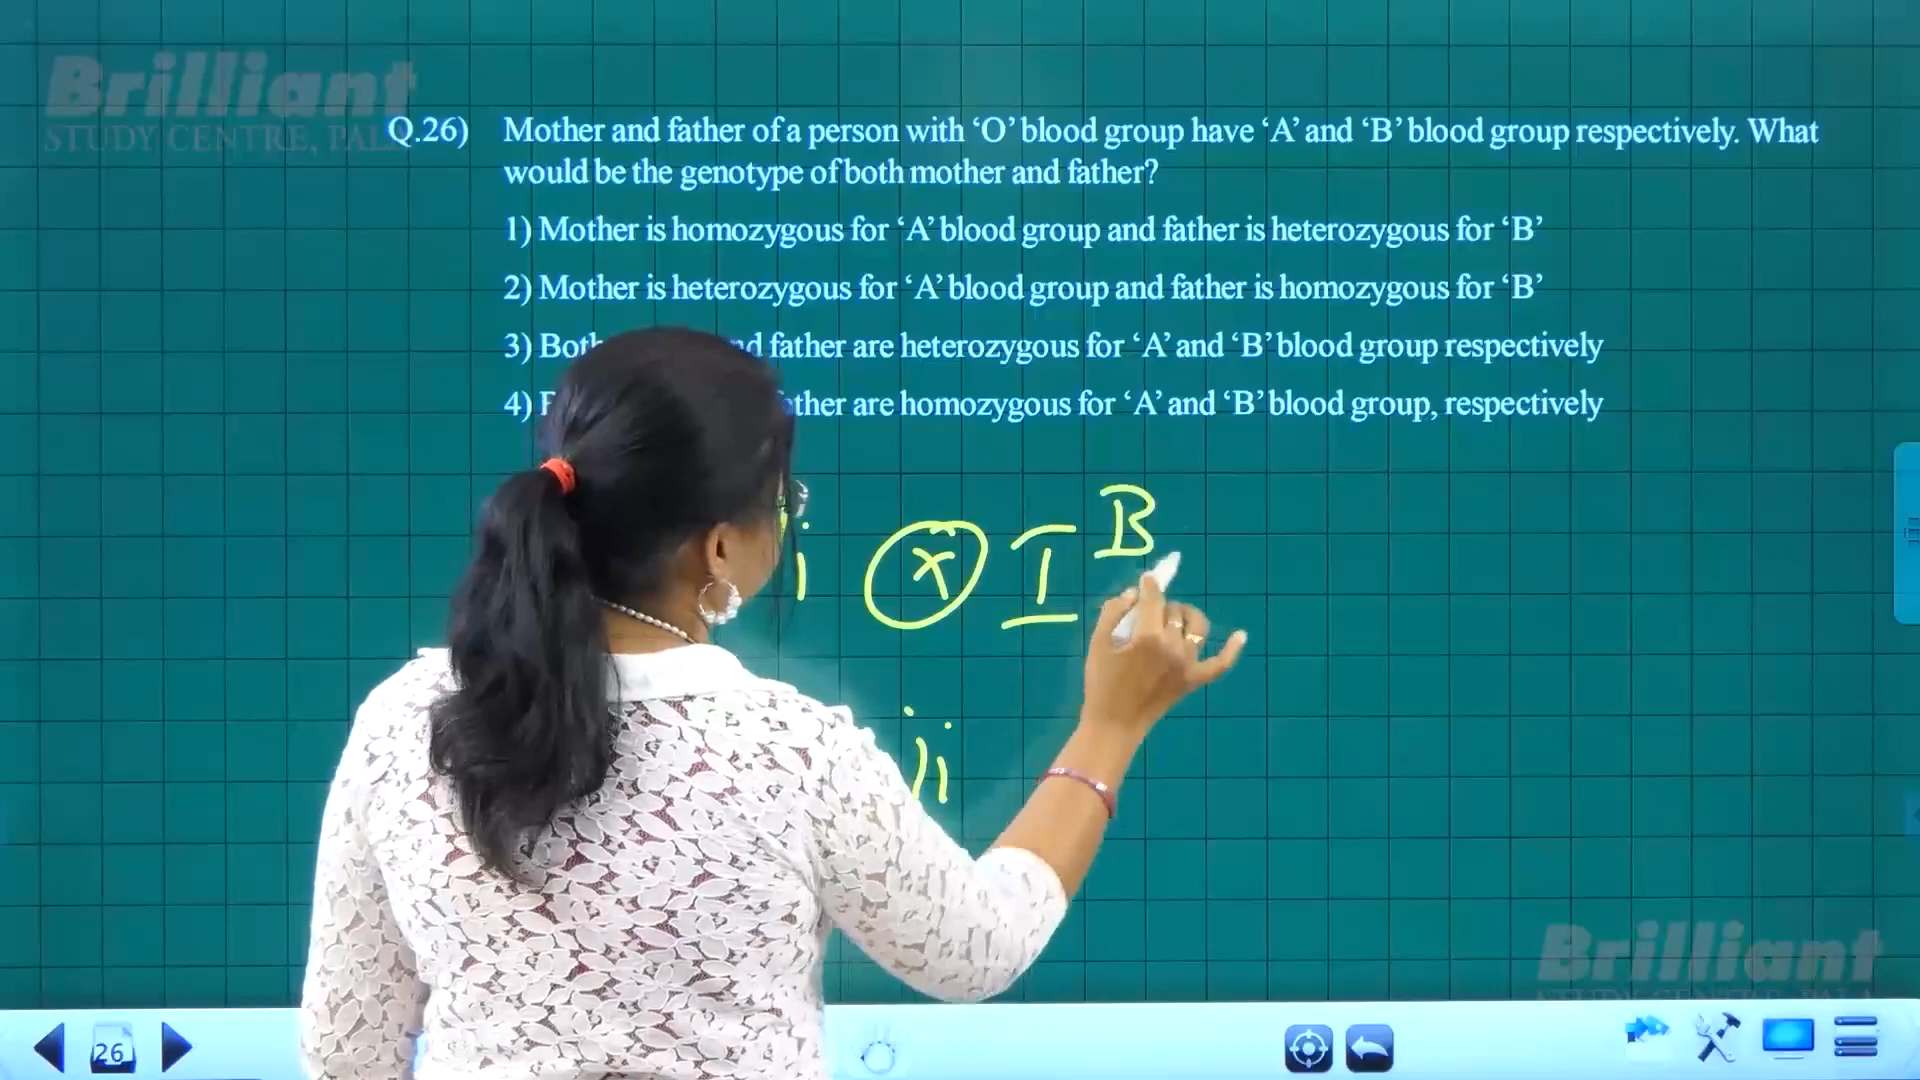 Brilliant
STUDY CENTRE, PALA
Q.26) Mother and father of a person with ‘O’ blood group have ‘A’ and ‘B’ blood group respectively. What
would be the genotype of both mother and father?
1) Mother is homozygous for ‘A’ blood group and father is heterozygous for ‘B’
2) Mother is heterozygous for ‘A’ blood group and father is homozygous for ‘B’
3) Both father are heterozygous for ‘A’ and ‘B’ blood group respectively
4) are homozygous for ‘A’ and ‘B’ blood group, respectively
i x I B
ii
Brilliant
STUDY CENTRE, PALA
26